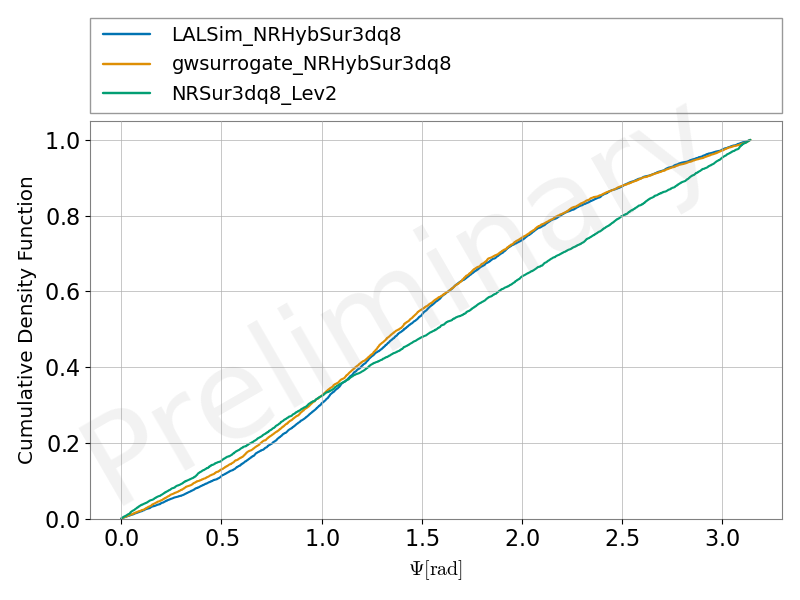 LALSim_NRHybSur3dq8
gwsurrogate_NRHybSur3dq8
NRSur3dq8_Lev2
Preliminary
Cumulative Density Function
1.0
0.8
0.6
0.4
0.2
0.0
0.0 0.5 1.0 1.5 2.0 2.5 3.0
Ψ[rad]